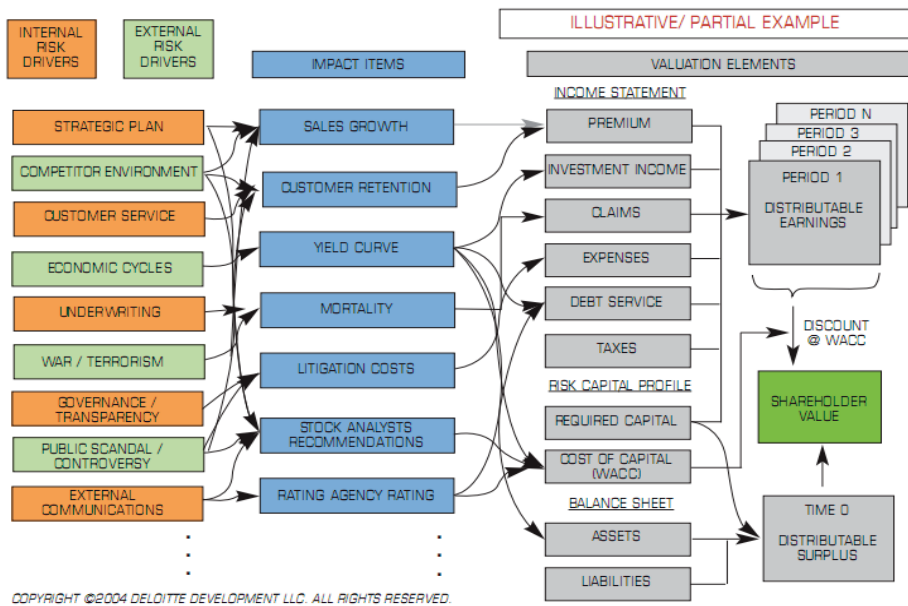 ILLUSTRATIVE/ PARTIAL EXAMPLE
INTERNAL
RISK
DRIVERS
EXTERNAL
RISK
DRIVERS
IMPACT ITEMS
VALUATION ELEMENTS
STRATEGIC PLAN
COMPETITOR ENVIRONMENT
CUSTOMER SERVICE
ECONOMIC CYCLES
UNDERWRITING
WAR / TERRORISM
GOVERNANCE /
TRANSPARENCY
PUBLIC SCANDAL /
CONTROVERSY
EXTERNAL
COMMUNICATIONS
SALES GROWTH
CUSTOMER RETENTION
YIELD CURVE
MORTALITY
LITIGATION COSTS
STOCK ANALYSTS
RECOMMENDATIONS
RATING AGENCY RATING
INCOME STATEMENT
PREMIUM
INVESTMENT INCOME
CLAIMS
EXPENSES
DEBT SERVICE
TAXES
RISK CAPITAL PROFILE
REQUIRED CAPITAL
COST OF CAPITAL
(WACC)
BALANCE SHEET
ASSETS
LIABILITIES
PERIOD N
PERIOD 3
PERIOD 2
PERIOD 1
DISTRIBUTABLE
EARNINGS
DISCOUNT
@ WACC
SHAREHOLDER
VALUE
TIME 0
DISTRIBUTABLE
SURPLUS
COPYRIGHT ©2004 DELOITTE DEVELOPMENT LLC. ALL RIGHTS RESERVED.